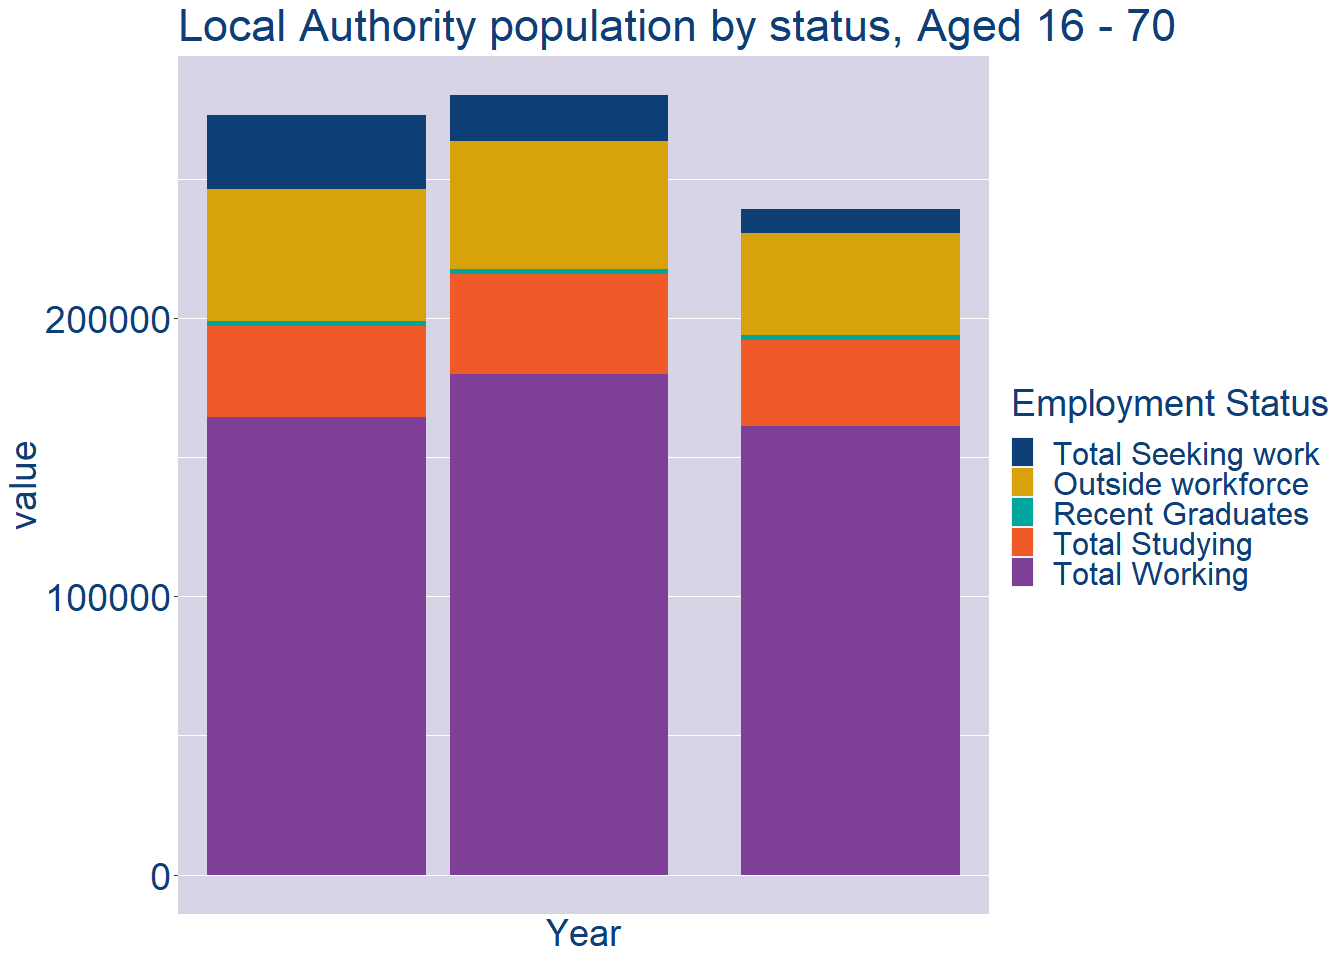 Local Authority population by status, Aged 16 - 70
value
200000
100000
0
Year
Employment Status
Total Seeking work
Outside workforce
Recent Graduates
Total Studying
Total Working